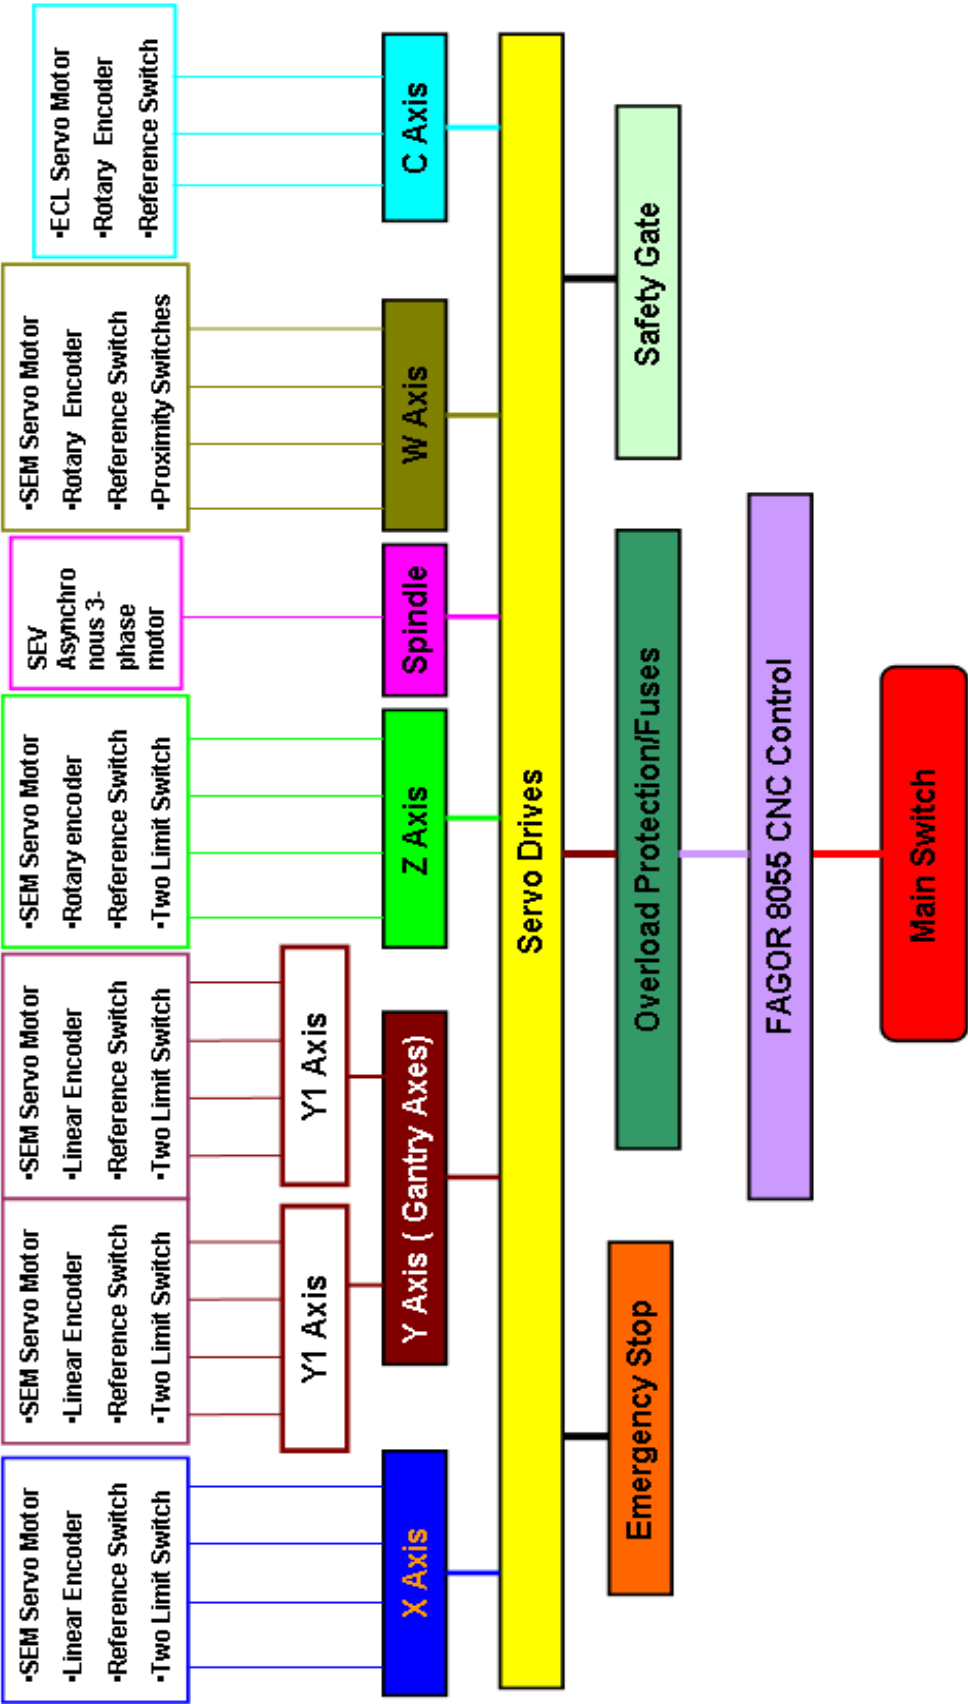 •SEM Servo Motor
•Linear Encoder
•Reference Switch
•Two Limit Switch
•SEM Servo Motor
•Linear Encoder
•Reference Switch
•Two Limit Switch
•SEM Servo Motor
•Linear Encoder
•Reference Switch
•Two Limit Switch
•SEM Servo Motor
•Rotary encoder
•Reference Switch
•Two Limit Switch
SEV
Asynchro
nous 3-
phase
motor
•SEM Servo Motor
•Rotary Encoder
•Reference Switch
•Proximity Switches
•ECL Servo Motor
•Rotary Encoder
•Reference Switch
Y1 Axis
Y1 Axis
X Axis
Y Axis ( Gantry Axes)
Z Axis
Spindle
W Axis
C Axis
Servo Drives
Emergency Stop
Overload Protection/Fuses
Safety Gate
FAGOR 8055 CNC Control
Main Switch